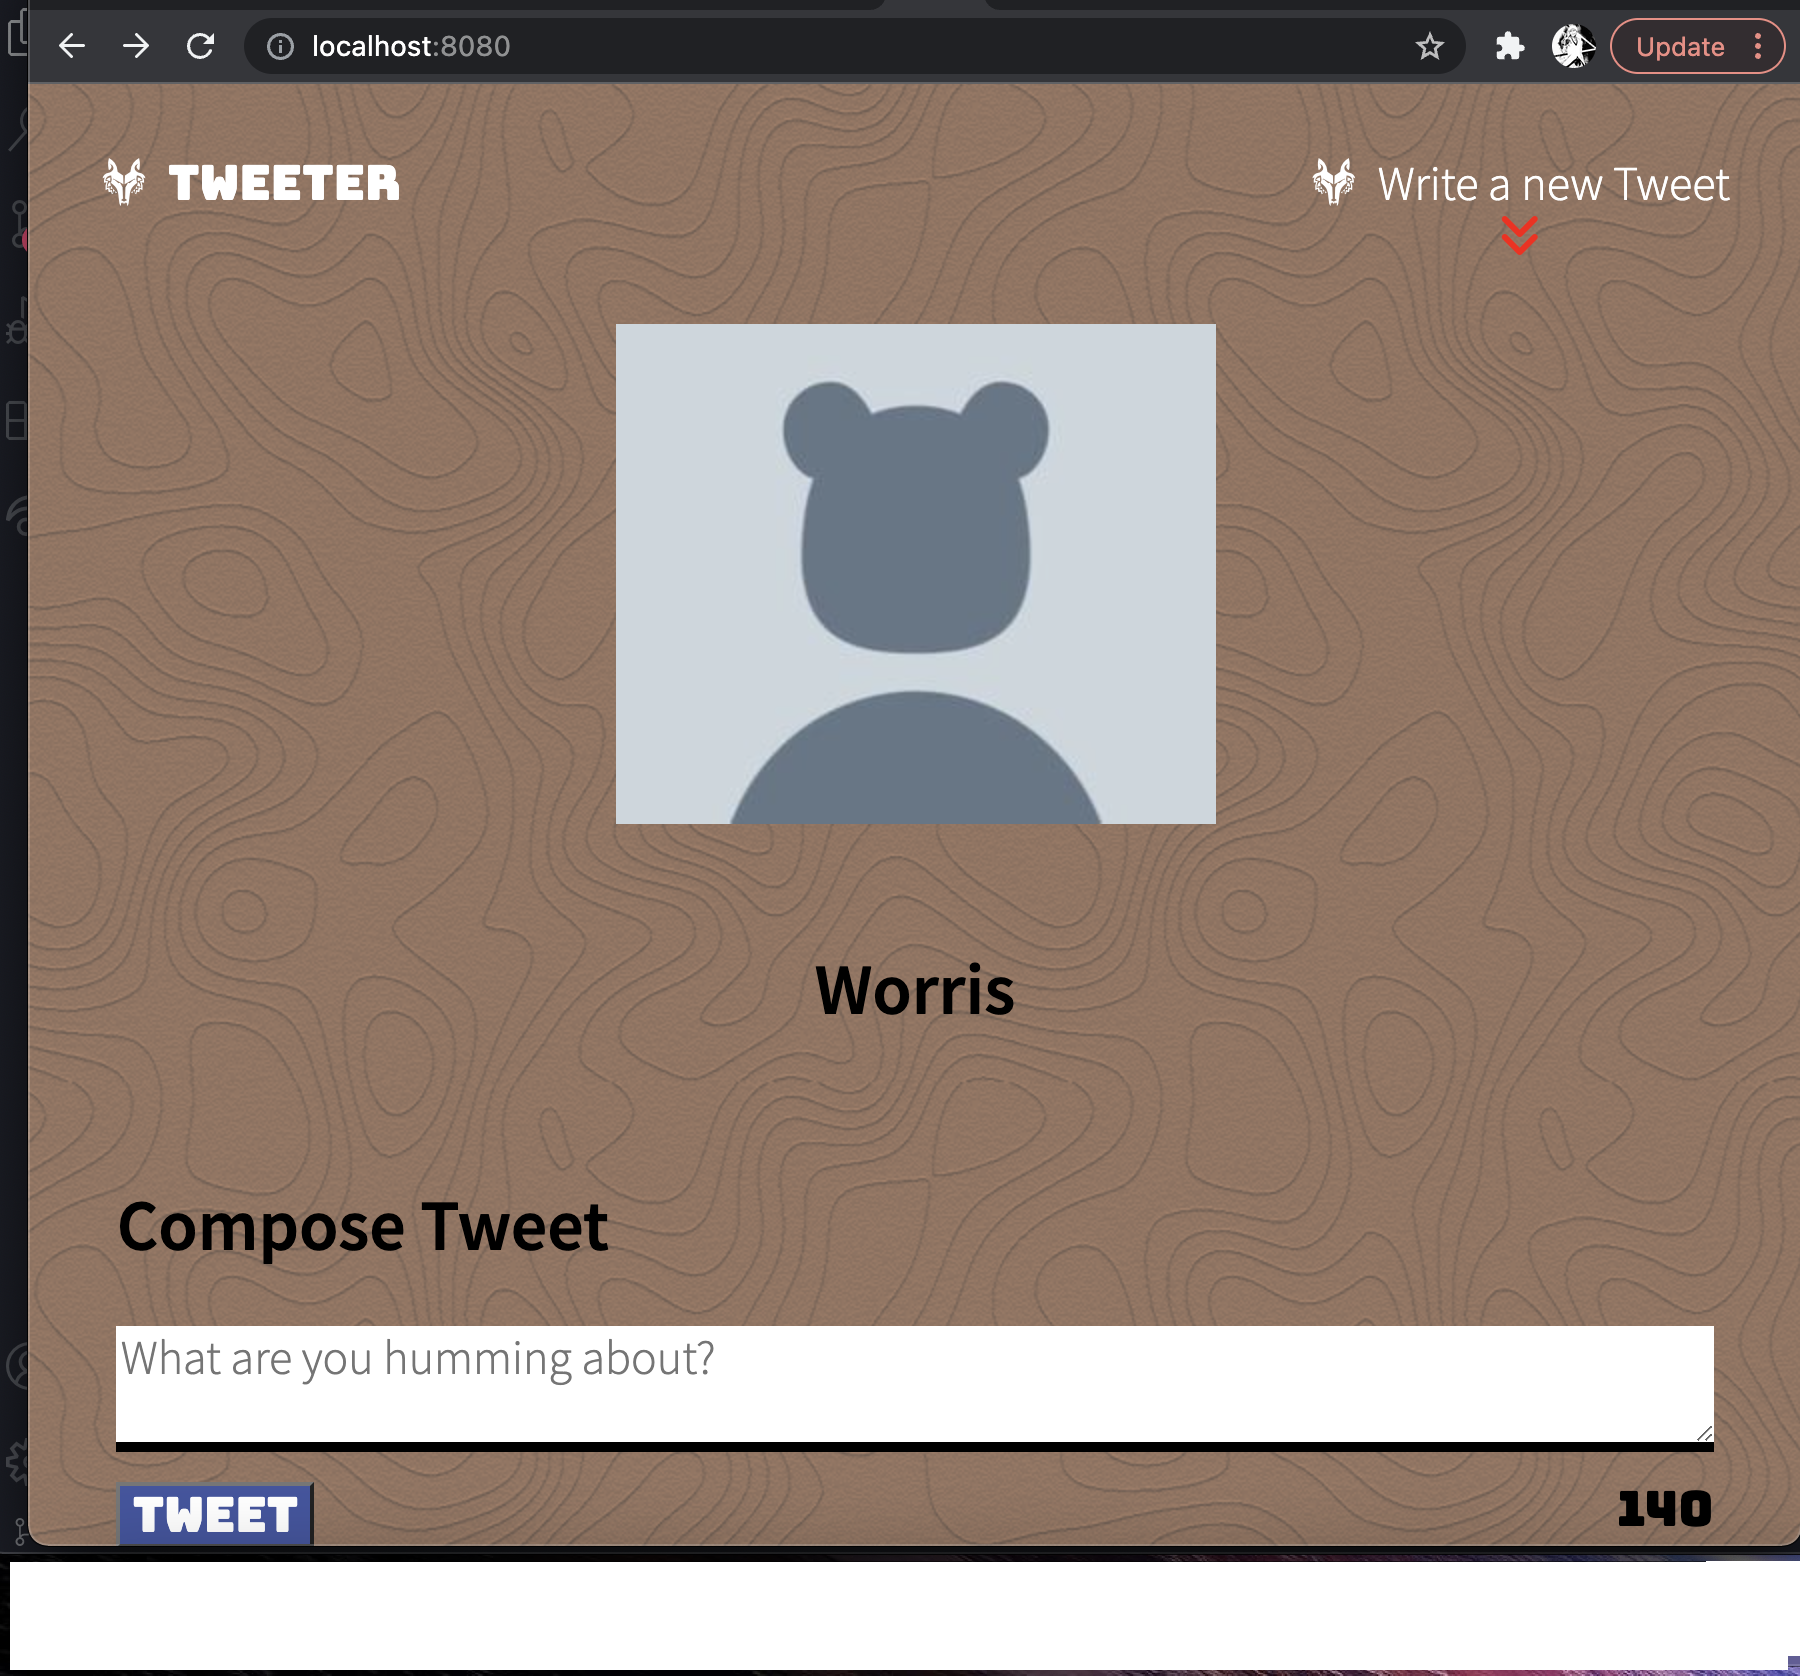 localhost:8080
Update
TWEETER
Write a new Tweet
Worris
Compose Tweet
What are you humming about?
TWEET
140